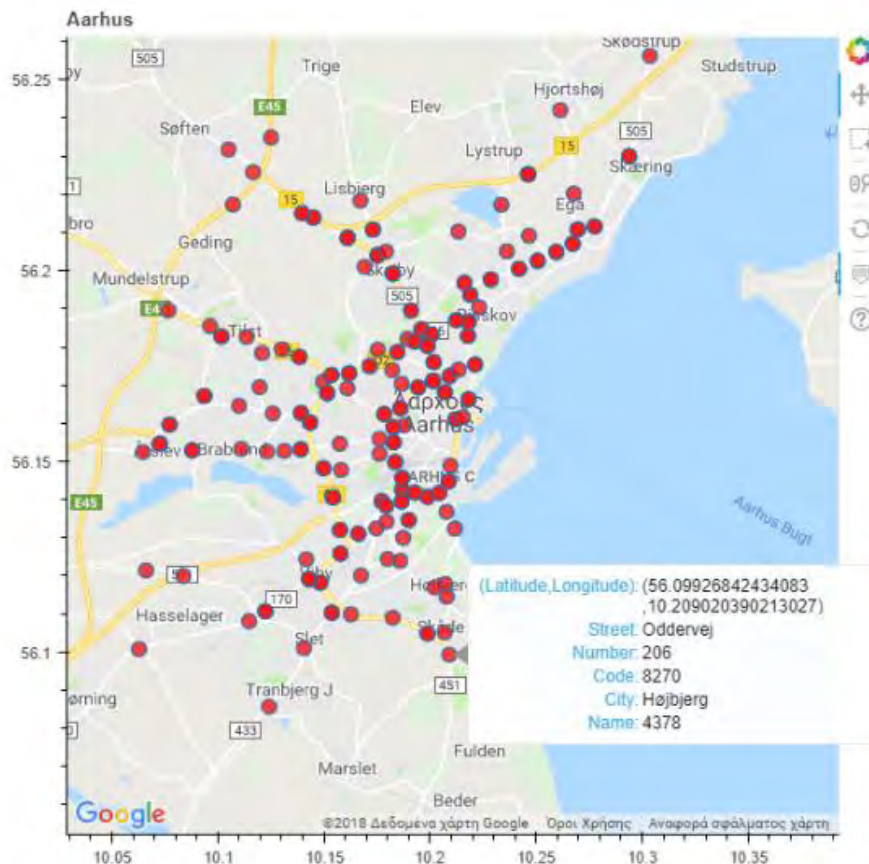 Aarhus
Skødstrup
505
Trige
Studstrup
56.25
Hjortshøj
Elev
E45
Søften
505
15
Lystrup
Skæring
Lisbjerg
15
Ega
bro
Geding
56.2
Mundelstrup
505
Tilst
Ααρχους
Aarhus
56.15
E45
Aarhus Bugt
170
Hasselager
Slet
56.1
451
Tranbjerg J
433
Fulden
Marslet
Beder
(Latitude,Longitude): (56.09926842434083
,10.209020390213027)
Street: Oddervej
Number: 206
Code: 8270
City: Højbjerg
Name: 4378
Google
©2018 Δεδομένα χάρτη Google Όροι Χρήσης Αναφορά σφάλματος χάρτη
10.05 10.1 10.15 10.2 10.25 10.3 10.35